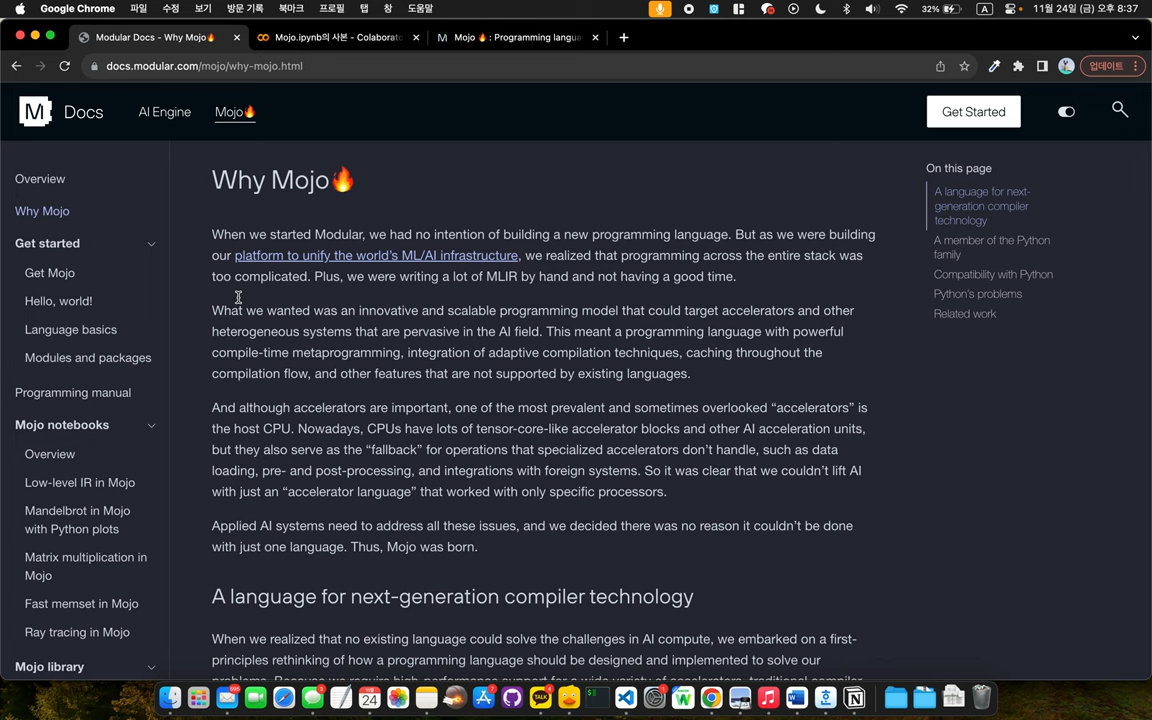 Google Chrome 파일 수정 보기 방문 기록 북마크 프로필 탭 창 도움말 32% A 11월 24일 (금) 오후 8:37
Modular Docs - Why Mojo🔥 Mojo.ipynb의 사본 - Colaborato M Mojo 🔥 : Programming langua
docs.modular.com/mojo/why-mojo.html 업데이트
M Docs AI Engine Mojo🔥 Get Started
Overview
Why Mojo
Get started
Get Mojo
Hello, world!
Language basics
Modules and packages
Programming manual
Mojo notebooks
Overview
Low-level IR in Mojo
Mandelbrot in Mojo
with Python plots
Matrix multiplication in
Mojo
Fast memset in Mojo
Ray tracing in Mojo
Mojo library
Why Mojo🔥
When we started Modular, we had no intention of building a new programming language. But as we were building
our platform to unify the world's ML/AI infrastructure, we realized that programming across the entire stack was
too complicated. Plus, we were writing a lot of MLIR by hand and not having a good time.
What we wanted was an innovative and scalable programming model that could target accelerators and other
heterogeneous systems that are pervasive in the AI field. This meant a programming language with powerful
compile-time metaprogramming, integration of adaptive compilation techniques, caching throughout the
compilation flow, and other features that are not supported by existing languages.
And although accelerators are important, one of the most prevalent and sometimes overlooked “accelerators” is
the host CPU. Nowadays, CPUs have lots of tensor-core-like accelerator blocks and other AI acceleration units,
but they also serve as the “fallback” for operations that specialized accelerators don't handle, such as data
loading, pre- and post-processing, and integrations with foreign systems. So it was clear that we couldn't lift AI
with just an “accelerator language” that worked with only specific processors.
Applied AI systems need to address all these issues, and we decided there was no reason it couldn't be done
with just one language. Thus, Mojo was born.
A language for next-generation compiler technology
When we realized that no existing language could solve the challenges in AI compute, we embarked on a first-
principles rethinking of how a programming language should be designed and implemented to solve our
On this page
A language for next-
generation compiler
technology
A member of the Python
family
Compatibility with Python
Python's problems
Related work